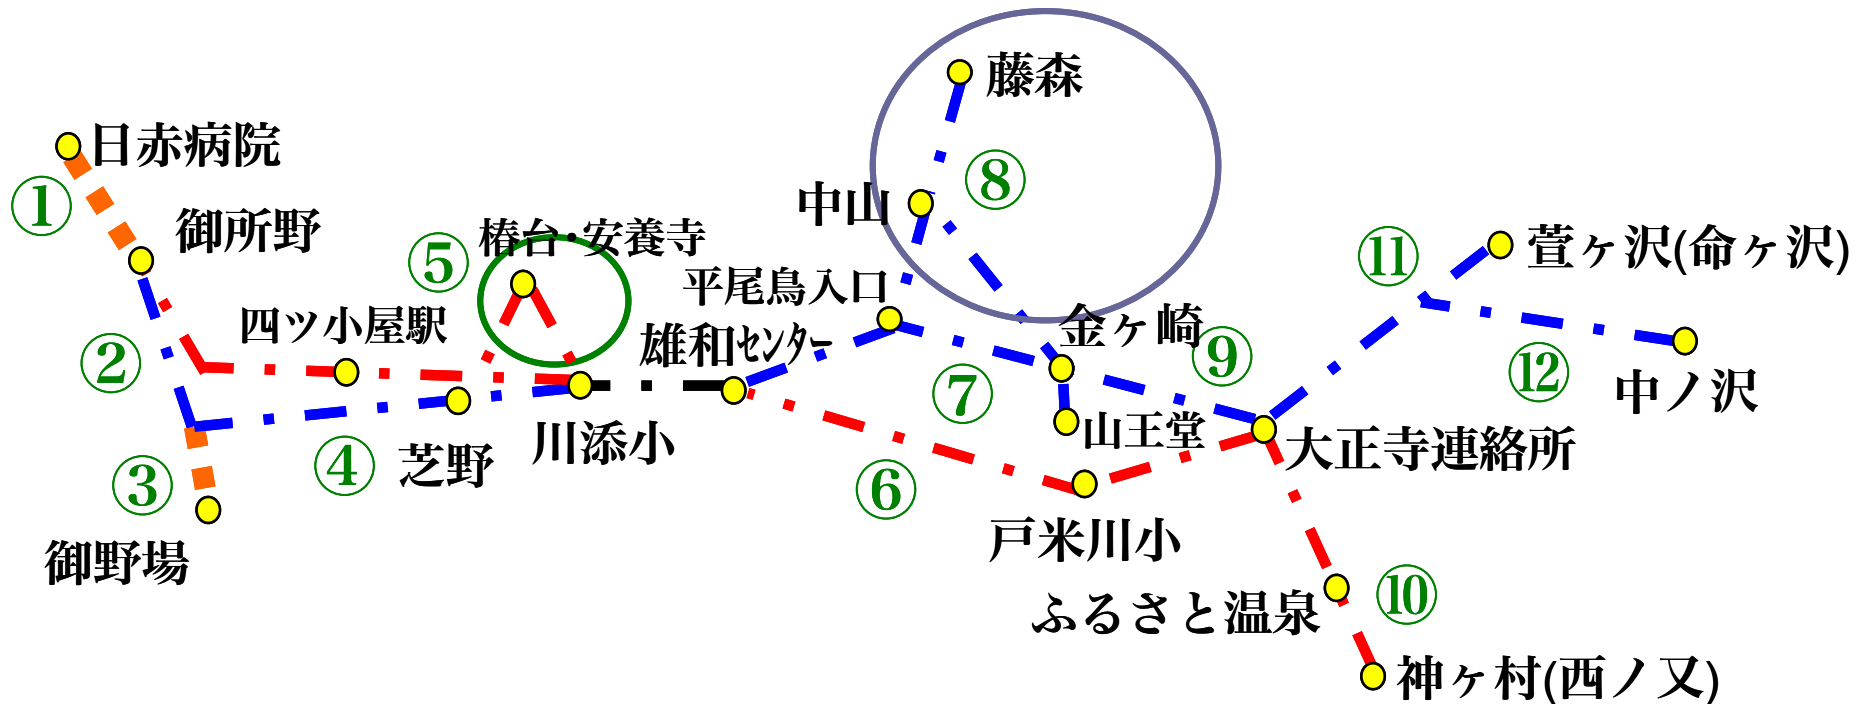 藤森
日赤病院
①
⑧
中山
御所野
椿台・安養寺
⑤
⑪
萱ヶ沢(命ヶ沢)
平尾鳥入口
四ツ小屋駅
雄和センター
金ヶ崎
②
⑨
⑦
⑫
中ノ沢
山王堂
川添小
大正寺連絡所
芝野
④
③
⑥
戸米川小
御野場
ふるさと温泉
⑩
神ヶ村(西ノ又)